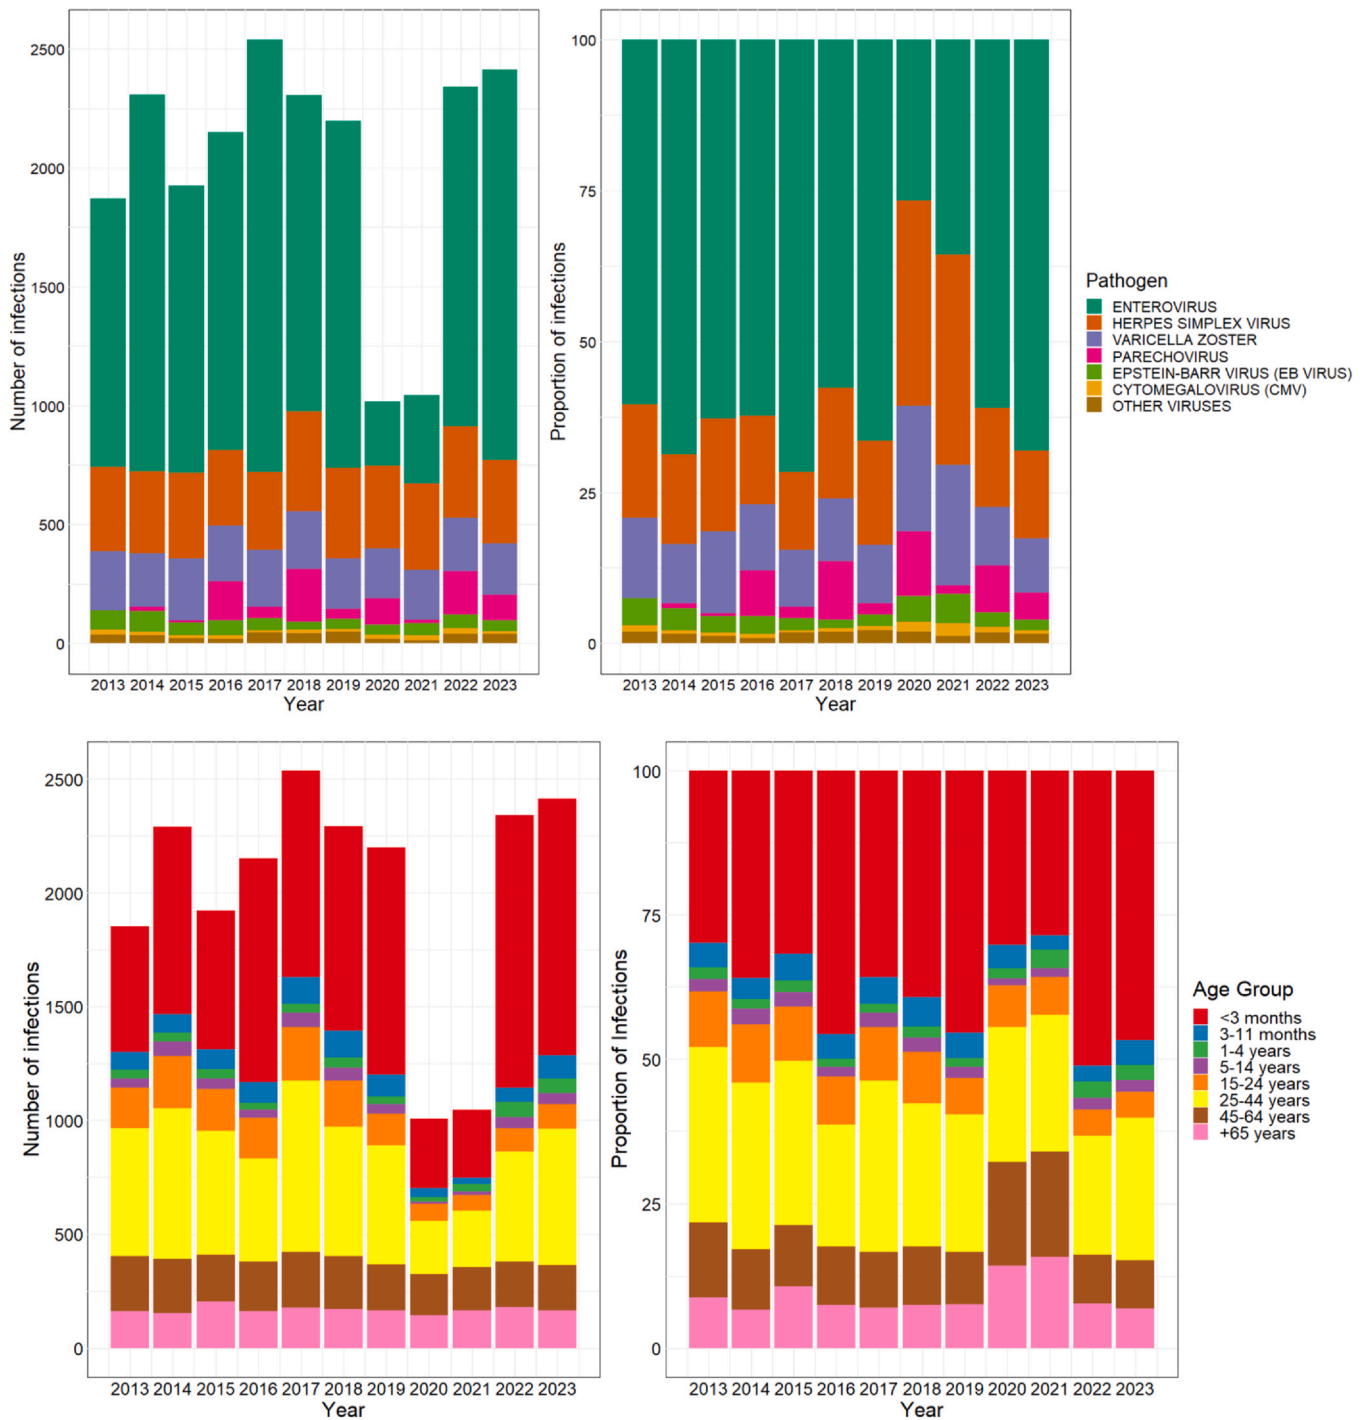 2500
2000
1500
1000
500
0
Number of infections
2013 2014 2015 2016 2017 2018 2019 2020 2021 2022 2023
Year
100
75
50
25
0
Proportion of infections
2013 2014 2015 2016 2017 2018 2019 2020 2021 2022 2023
Year
Pathogen
ENTEROVIRUS
HERPES SIMPLEX VIRUS
VARICELLA ZOSTER
PARECHOVIRUS
EPSTEIN-BARR VIRUS (EB VIRUS)
CYTOMEGALOVIRUS (CMV)
OTHER VIRUSES
2500
2000
1500
1000
500
0
Number of infections
2013 2014 2015 2016 2017 2018 2019 2020 2021 2022 2023
Year
100
75
50
25
0
Proportion of Infections
2013 2014 2015 2016 2017 2018 2019 2020 2021 2022 2023
Year
Age Group
<3 months
3-11 months
1-4 years
5-14 years
15-24 years
25-44 years
45-64 years
+65 years